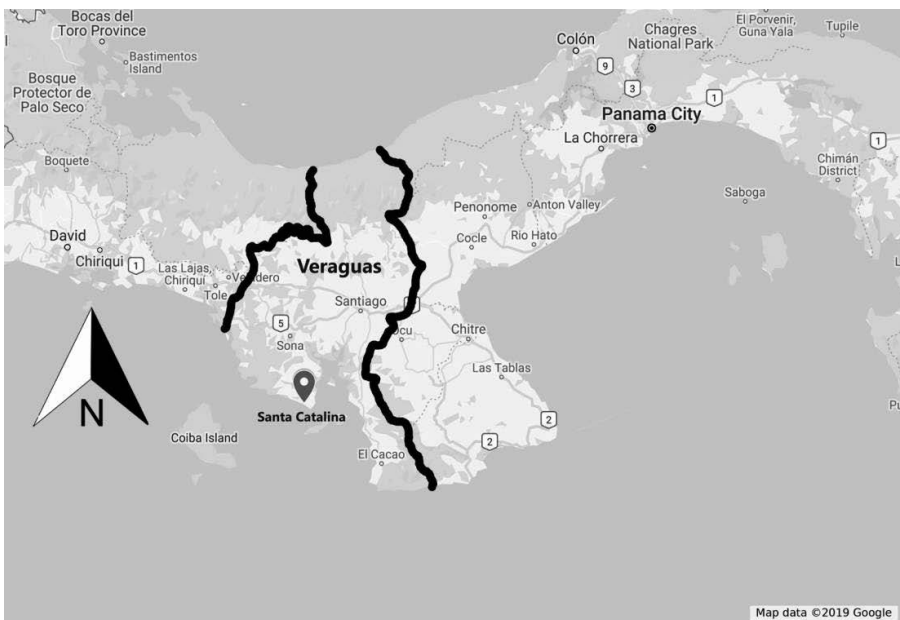 Bocas del
Toro Province
Bastimentos
Island
Bosque
Protector de
Palo Seco
Boquete
David
Chiriqui
1
Las Lajas,
Chiriquí
Tole
Veraguas
Santiago
5
Sona
Santa Catalina
Coiba Island
El Cacao
N
Colón
9
3
Chagres
National Park
El Porvenir,
Guna Yala
Tupile
1
Panama City
La Chorrera
1
Chimán
District
Saboga
Penonome
Anton Valley
Cocle
Rio Hato
Chitre
Las Tablas
2
2
Map data ©2019 Google